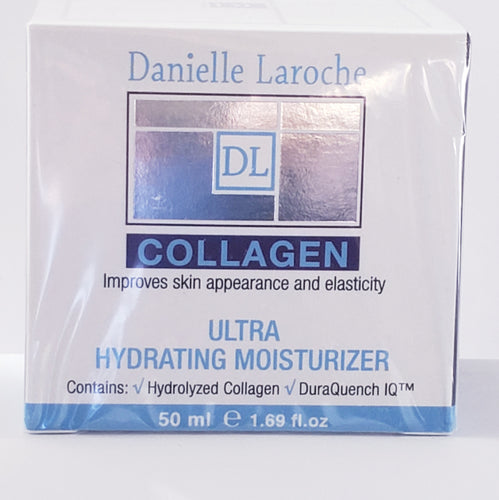 Danielle Laroche
DL
COLLAGEN
Improves skin appearance and elasticity
ULTRA
HYDRATING MOISTURIZER
Contains: √ Hydrolyzed Collagen √ DuraQuench IQ™
50 ml ℮ 1.69 fl.oz